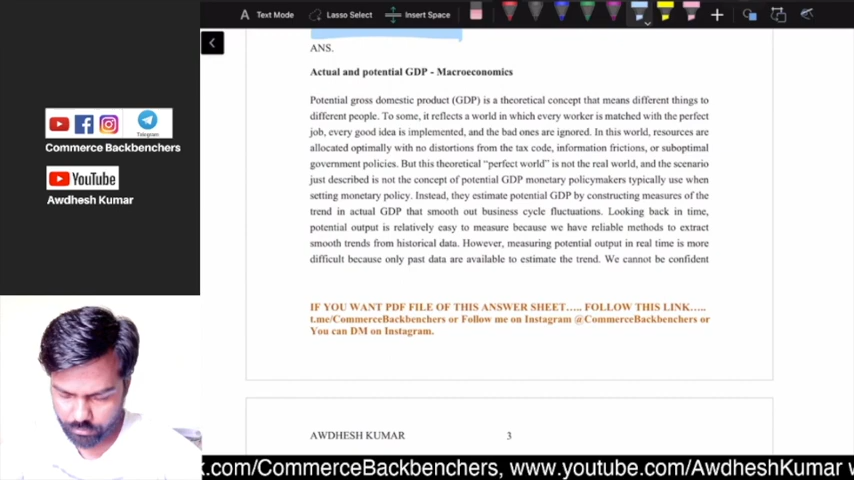 Text Mode
Lasso Select
Insert Space
ANS.
Actual and potential GDP - Macroeconomics
Potential gross domestic product (GDP) is a theoretical concept that means different things to
different people. To some, it reflects a world in which every worker is matched with the perfect
job, every good idea is implemented, and the bad ones are ignored. In this world, resources are
allocated optimally with no distortions from the tax code, information frictions, or suboptimal
government policies. But this theoretical “perfect world” is not the real world, and the scenario
just described is not the concept of potential GDP monetary policymakers typically use when
setting monetary policy. Instead, they estimate potential GDP by constructing measures of the
trend in actual GDP that smooth out business cycle fluctuations. Looking back in time,
potential output is relatively easy to measure because we have reliable methods to extract
smooth trends from historical data. However, measuring potential output in real time is more
difficult because only past data are available to estimate the trend. We cannot be confident
IF YOU WANT PDF FILE OF THIS ANSWER SHEET….. FOLLOW THIS LINK…..
t.me/CommerceBackbenchers or Follow me on Instagram @CommerceBackbenchers or
You can DM on Instagram.
AWDHESH KUMAR 3
Telegram
Commerce Backbenchers
YouTube
Awdhesh Kumar
k.com/CommerceBackbenchers, www.youtube.com/AwdheshKumar w